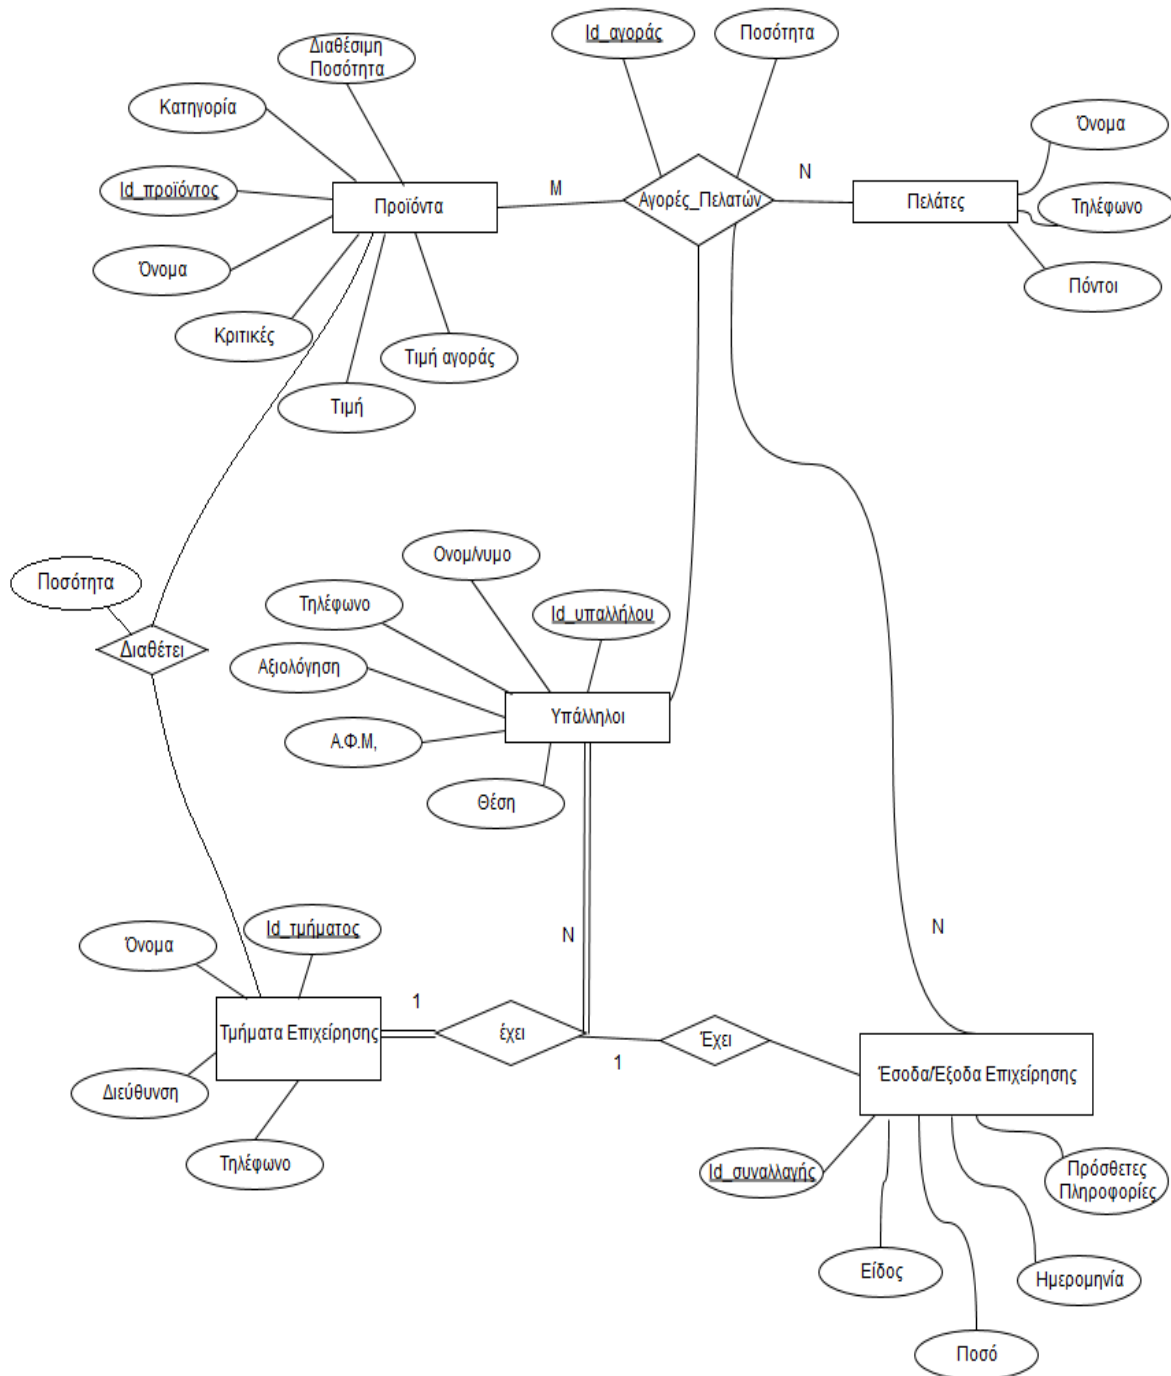 Id_αγοράς
Ποσότητα
Διαθέσιμη
Ποσότητα
Κατηγορία
Όνομα
Id_προϊόντος
M
N
Προϊόντα
Αγορές_Πελατών
Πελάτες
Τηλέφωνο
Όνομα
Πόντοι
Κριτικές
Τιμή αγοράς
Τιμή
Ονομ/νυμο
Ποσότητα
Τηλέφωνο
Id_υπαλλήλου
Διαθέτει
Αξιολόγηση
Υπάλληλοι
Α.Φ.Μ,
Θέση
Id_τμήματος
Όνομα
N
N
1
Τμήματα Επιχείρησης
έχει
Έχει
1
Έσοδα/Έξοδα Επιχείρησης
Διεύθυνση
Τηλέφωνο
Id_συναλλαγής
Πρόσθετες
Πληροφορίες
Είδος
Ημερομηνία
Ποσό